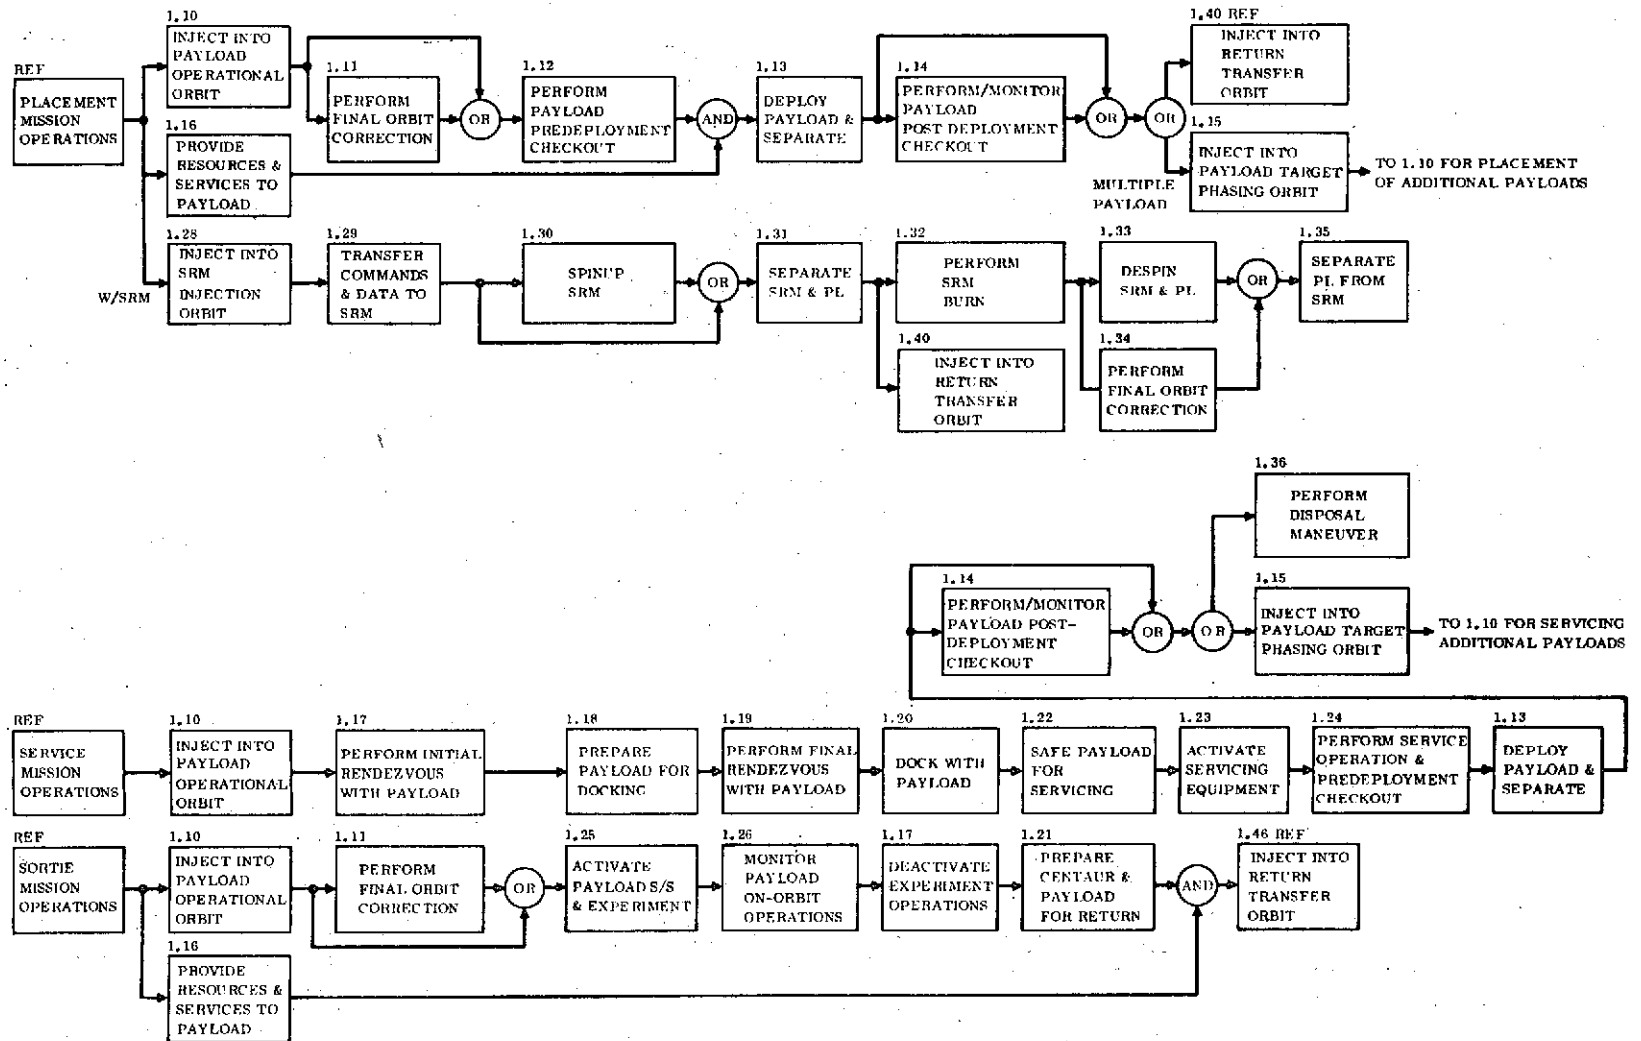 REF
PLACEMENT
MISSION
OPERATIONS
1.10
INJECT INTO
PAYLOAD
OPERATIONAL
ORBIT
1.11
PERFORM
FINAL ORBIT
CORRECTION
OR
1.12
PERFORM
PAYLOAD
PREDEPLOYMENT
CHECKOUT
AND
1.13
DEPLOY
PAYLOAD &
SEPARATE
1.14
PERFORM/MONITOR
PAYLOAD
POST DEPLOYMENT
CHECKOUT
OR
OR
1.40 REF
INJECT INTO
RETURN
TRANSFER
ORBIT
MULTIPLE
PAYLOAD
1.15
INJECT INTO
PAYLOAD TARGET
PHASING ORBIT
TO 1.10 FOR PLACEMENT
OF ADDITIONAL PAYLOADS
1.16
PROVIDE
RESOURCES &
SERVICES TO
PAYLOAD
W/SRM
1.28
INJECT INTO
SRM
INJECTION
ORBIT
1.29
TRANSFER
COMMANDS
& DATA TO
SRM
1.30
SPINUP
SRM
OR
1.31
SEPARATE
SRM & PL
1.32
PERFORM
SRM
BURN
1.33
DESPIN
SRM & PL
OR
1.35
SEPARATE
PL FROM
SRM
1.40
INJECT INTO
RETURN
TRANSFER
ORBIT
1.34
PERFORM
FINAL ORBIT
CORRECTION
1.36
PERFORM
DISPOSAL
MANEUVER
1.14
PERFORM/MONITOR
PAYLOAD POST-
DEPLOYMENT
CHECKOUT
OR
OR
1.15
INJECT INTO
PAYLOAD TARGET
PHASING ORBIT
TO 1.10 FOR SERVICING
ADDITIONAL PAYLOADS
REF
SERVICE
MISSION
OPERATIONS
1.10
INJECT INTO
PAYLOAD
OPERATIONAL
ORBIT
1.17
PERFORM INITIAL
RENDEZVOUS
WITH PAYLOAD
1.18
PREPARE
PAYLOAD FOR
DOCKING
1.19
PERFORM FINAL
RENDEZVOUS
WITH PAYLOAD
1.20
DOCK WITH
PAYLOAD
1.22
SAFE PAYLOAD
FOR
SERVICING
1.23
ACTIVATE
SERVICING
EQUIPMENT
1.24
PERFORM SERVICE
OPERATION &
PREDEPLOYMENT
CHECKOUT
1.13
DEPLOY
PAYLOAD &
SEPARATE
REF
SORTIE
MISSION
OPERATIONS
1.10
INJECT INTO
PAYLOAD
OPERATIONAL
ORBIT
1.11
PERFORM
FINAL ORBIT
CORRECTION
OR
1.25
ACTIVATE
PAYLOAD S/S
& EXPERIMENT
1.26
MONITOR
PAYLOAD
ON-ORBIT
OPERATIONS
1.17
DEACTIVATE
EXPERIMENT
OPERATIONS
1.21
PREPARE
CENTAUR &
PAYLOAD
FOR RETURN
AND
1.46 REF
INJECT INTO
RETURN
TRANSFER
ORBIT
1.16
PROVIDE
RESOURCES &
SERVICES TO
PAYLOAD